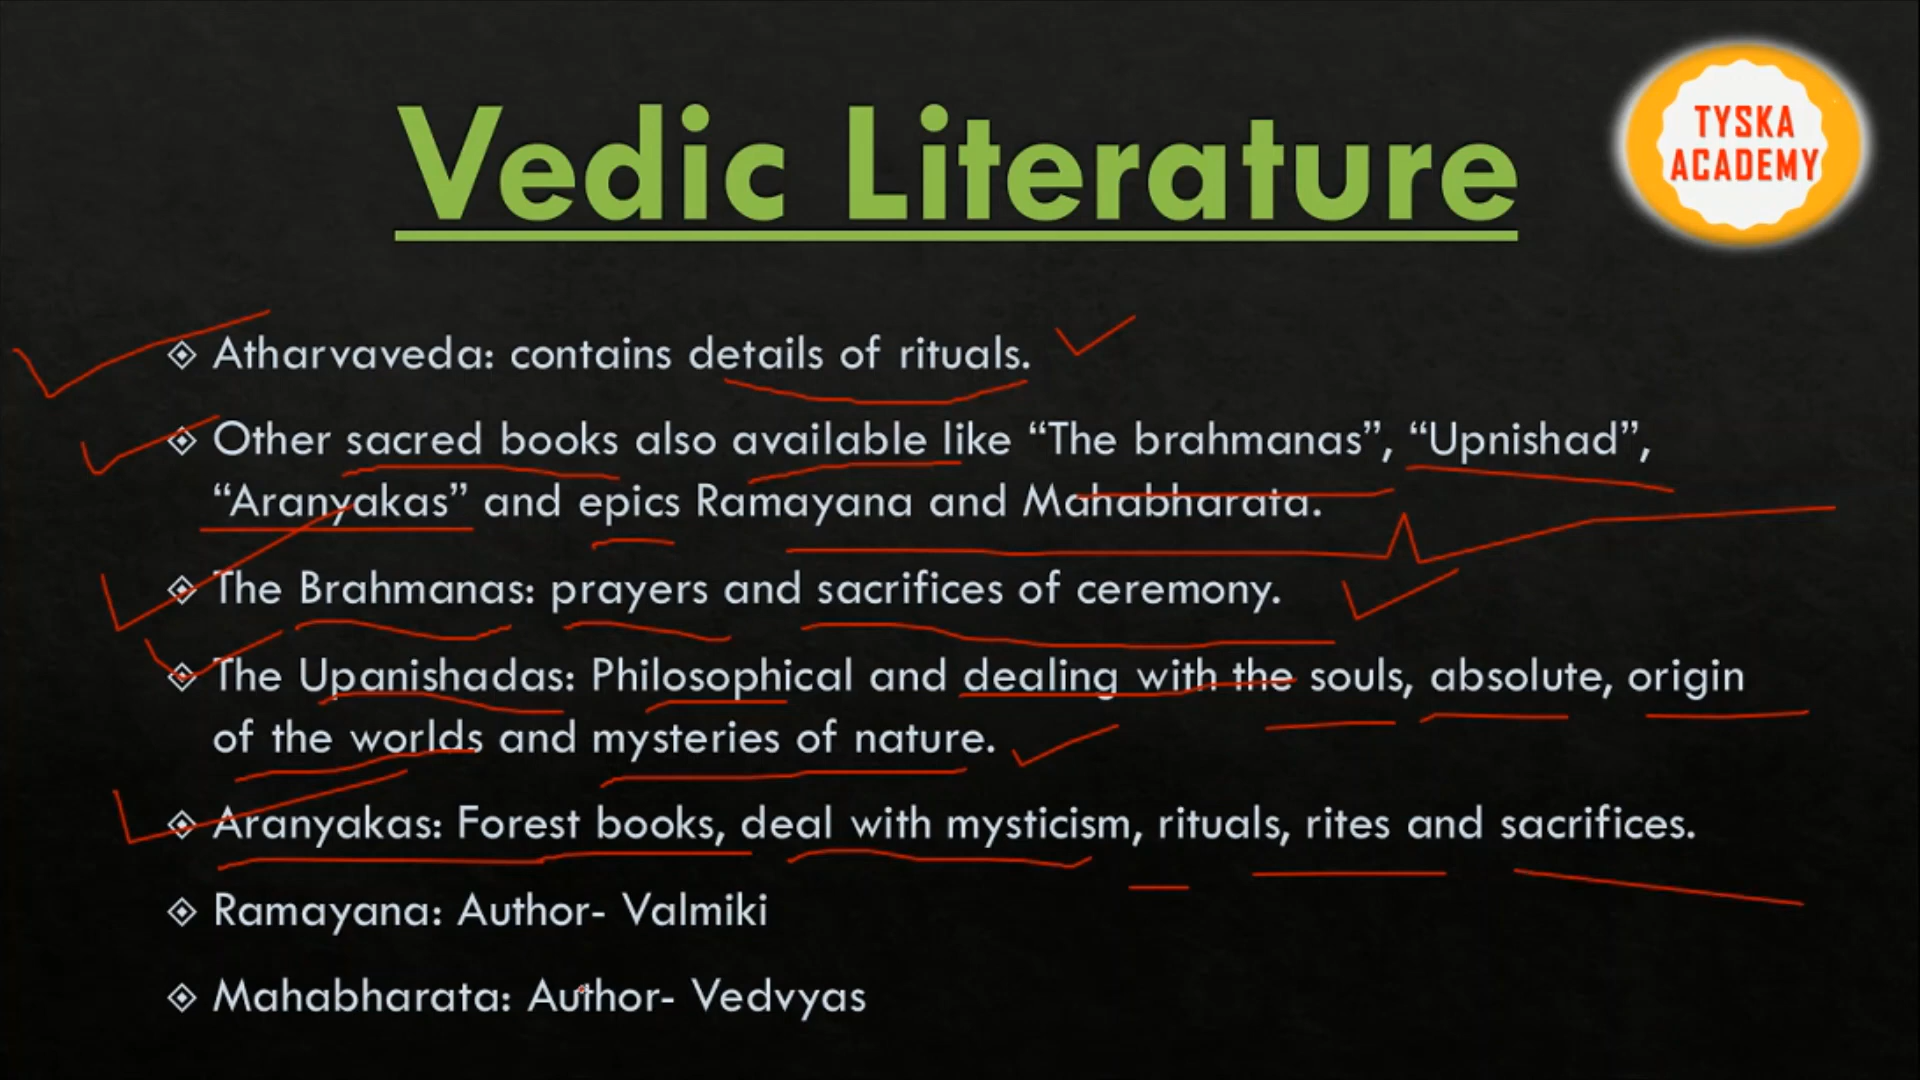 Vedic Literature
TYSKA
ACADEMY
Atharvaveda: contains details of rituals.
Other sacred books also available like “The brahmanas”, “Upnishad”,
“Aranyakas” and epics Ramayana and Mahabharata.
The Brahmanas: prayers and sacrifices of ceremony.
The Upanishadas: Philosophical and dealing with the souls, absolute, origin
of the worlds and mysteries of nature.
Aranyakas: Forest books, deal with mysticism, rituals, rites and sacrifices.
Ramayana: Author- Valmiki
Mahabharata: Author- Vedvyas